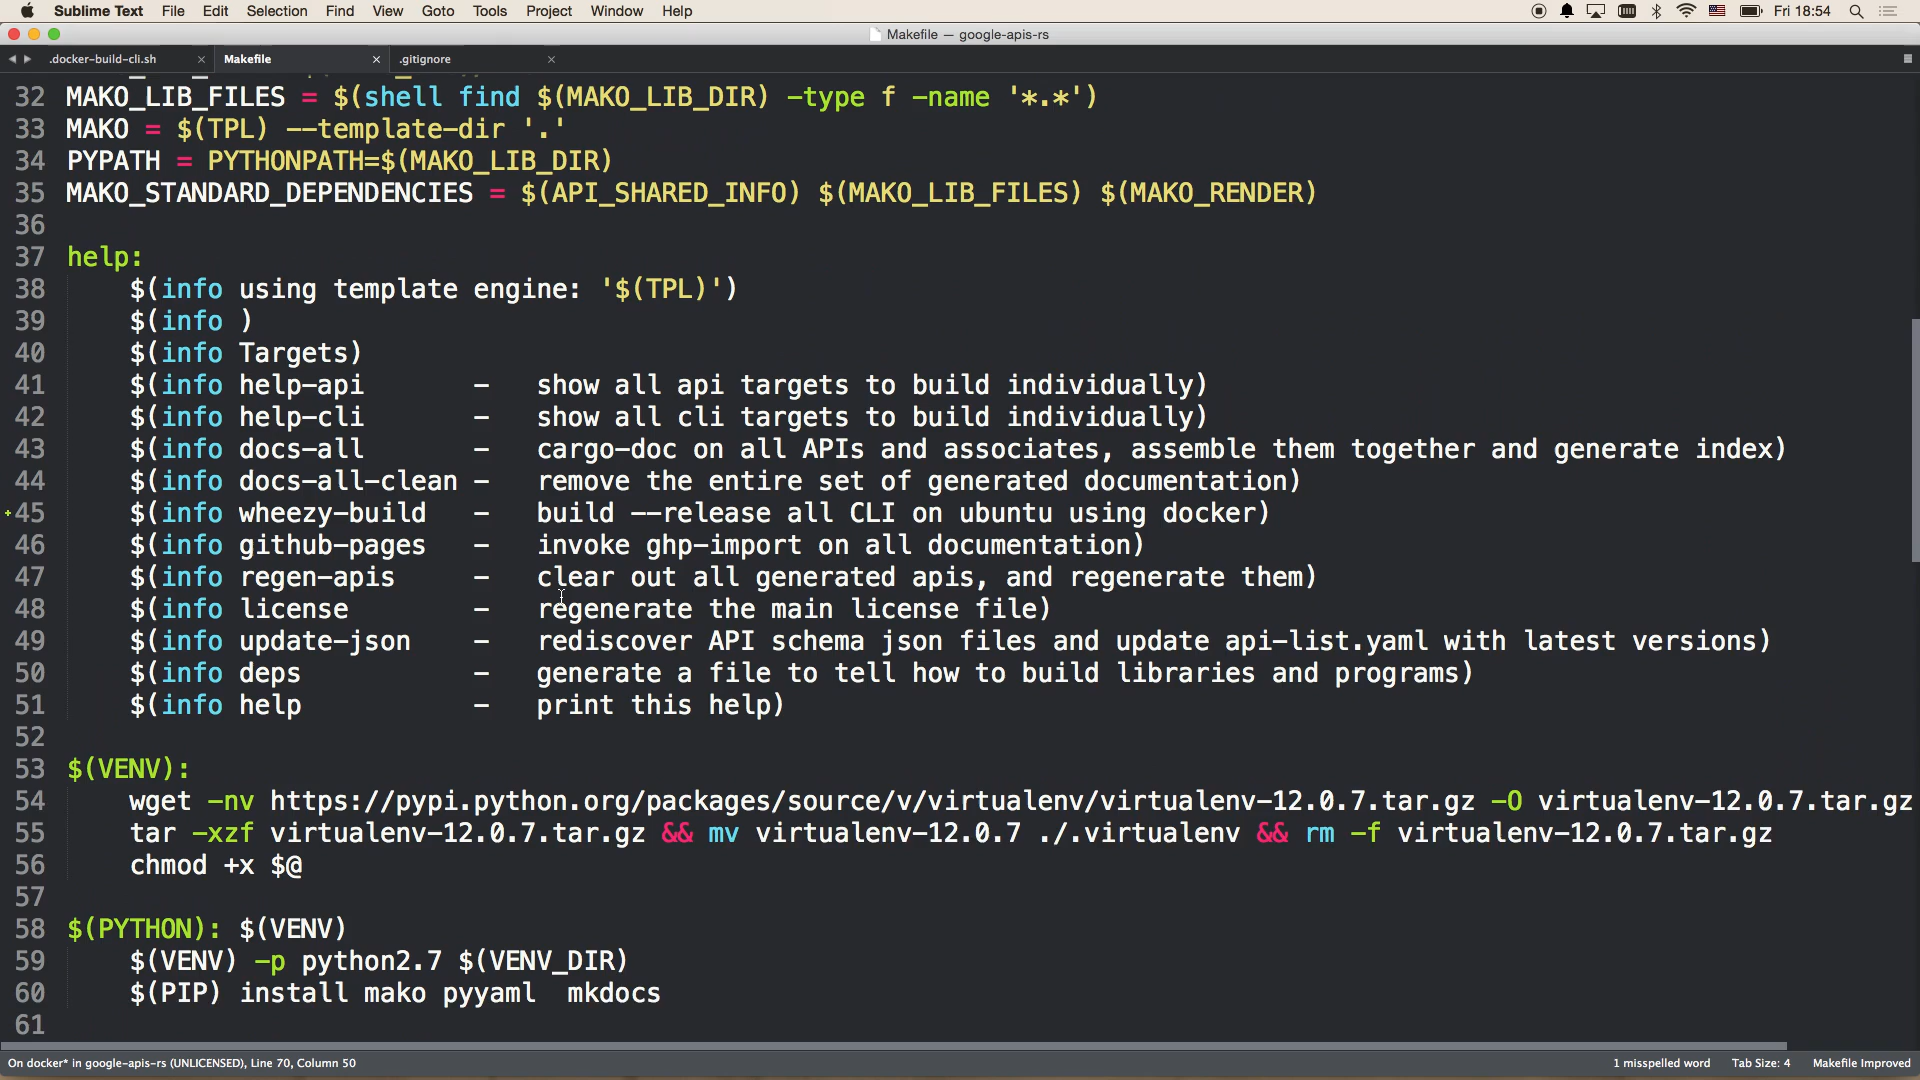 Sublime Text File Edit Selection Find View Goto Tools Project Window Help Fri 18:54
Makefile — google-apis-rs
.docker-build-cli.sh × Makefile × .gitignore ×
32 MAKO_LIB_FILES = $(shell find $(MAKO_LIB_DIR) -type f -name '*.*')
33 MAKO = $(TPL) --template-dir '.'
34 PYPATH = PYTHONPATH=$(MAKO_LIB_DIR)
35 MAKO_STANDARD_DEPENDENCIES = $(API_SHARED_INFO) $(MAKO_LIB_FILES) $(MAKO_RENDER)
36
37 help:
38 $(info using template engine: '$(TPL)')
39 $(info )
40 $(info Targets)
41 $(info help-api - show all api targets to build individually)
42 $(info help-cli - show all cli targets to build individually)
43 $(info docs-all - cargo-doc on all APIs and associates, assemble them together and generate index)
44 $(info docs-all-clean - remove the entire set of generated documentation)
+45 $(info wheezy-build - build --release all CLI on ubuntu using docker)
46 $(info github-pages - invoke ghp-import on all documentation)
47 $(info regen-apis - clear out all generated apis, and regenerate them)
48 $(info license - regenerate the main license file)
49 $(info update-json - rediscover API schema json files and update api-list.yaml with latest versions)
50 $(info deps - generate a file to tell how to build libraries and programs)
51 $(info help - print this help)
52
53 $(VENV):
54 wget -nv https://pypi.python.org/packages/source/v/virtualenv/virtualenv-12.0.7.tar.gz -O virtualenv-12.0.7.tar.gz
55 tar -xzf virtualenv-12.0.7.tar.gz && mv virtualenv-12.0.7 ./.virtualenv && rm -f virtualenv-12.0.7.tar.gz
56 chmod +x $@
57
58 $(PYTHON): $(VENV)
59 $(VENV) -p python2.7 $(VENV_DIR)
60 $(PIP) install mako pyyaml mkdocs
61
On docker* in google-apis-rs (UNLICENSED), Line 70, Column 50 1 misspelled word Tab Size: 4 Makefile Improved